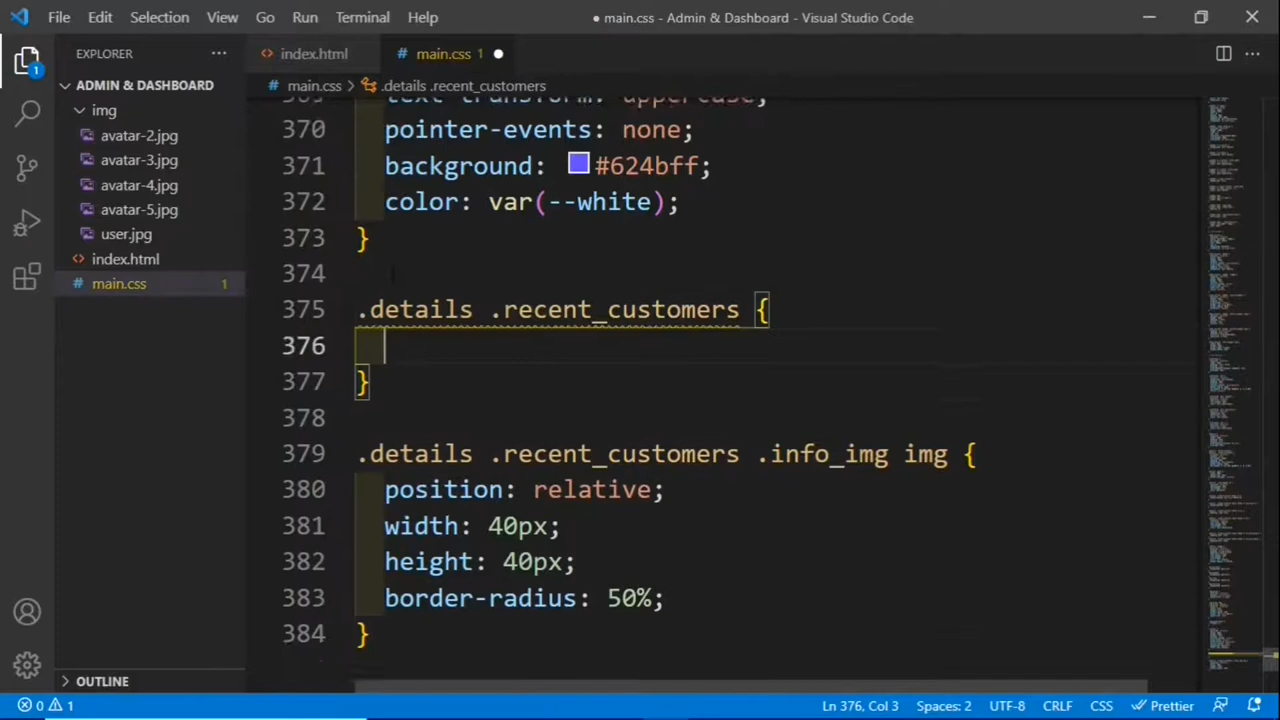 File Edit Selection View Go Run Terminal Help ● main.css - Admin & Dashboard - Visual Studio Code
EXPLORER ···
index.html
# main.css 1
1
ADMIN & DASHBOARD
# main.css > .details .recent_customers
img
avatar-2.jpg
avatar-3.jpg
avatar-4.jpg
avatar-5.jpg
user.jpg
index.html
# main.css 1
369 text-transform: uppercase;
370 pointer-events: none;
371 background: #624bff;
372 color: var(--white);
373 }
374
375 .details .recent_customers {
376
377 }
378
379 .details .recent_customers .info_img img {
380 position: relative;
381 width: 40px;
382 height: 40px;
383 border-radius: 50%;
384 }
OUTLINE
0 1 Ln 376, Col 3 Spaces: 2 UTF-8 CRLF CSS Prettier